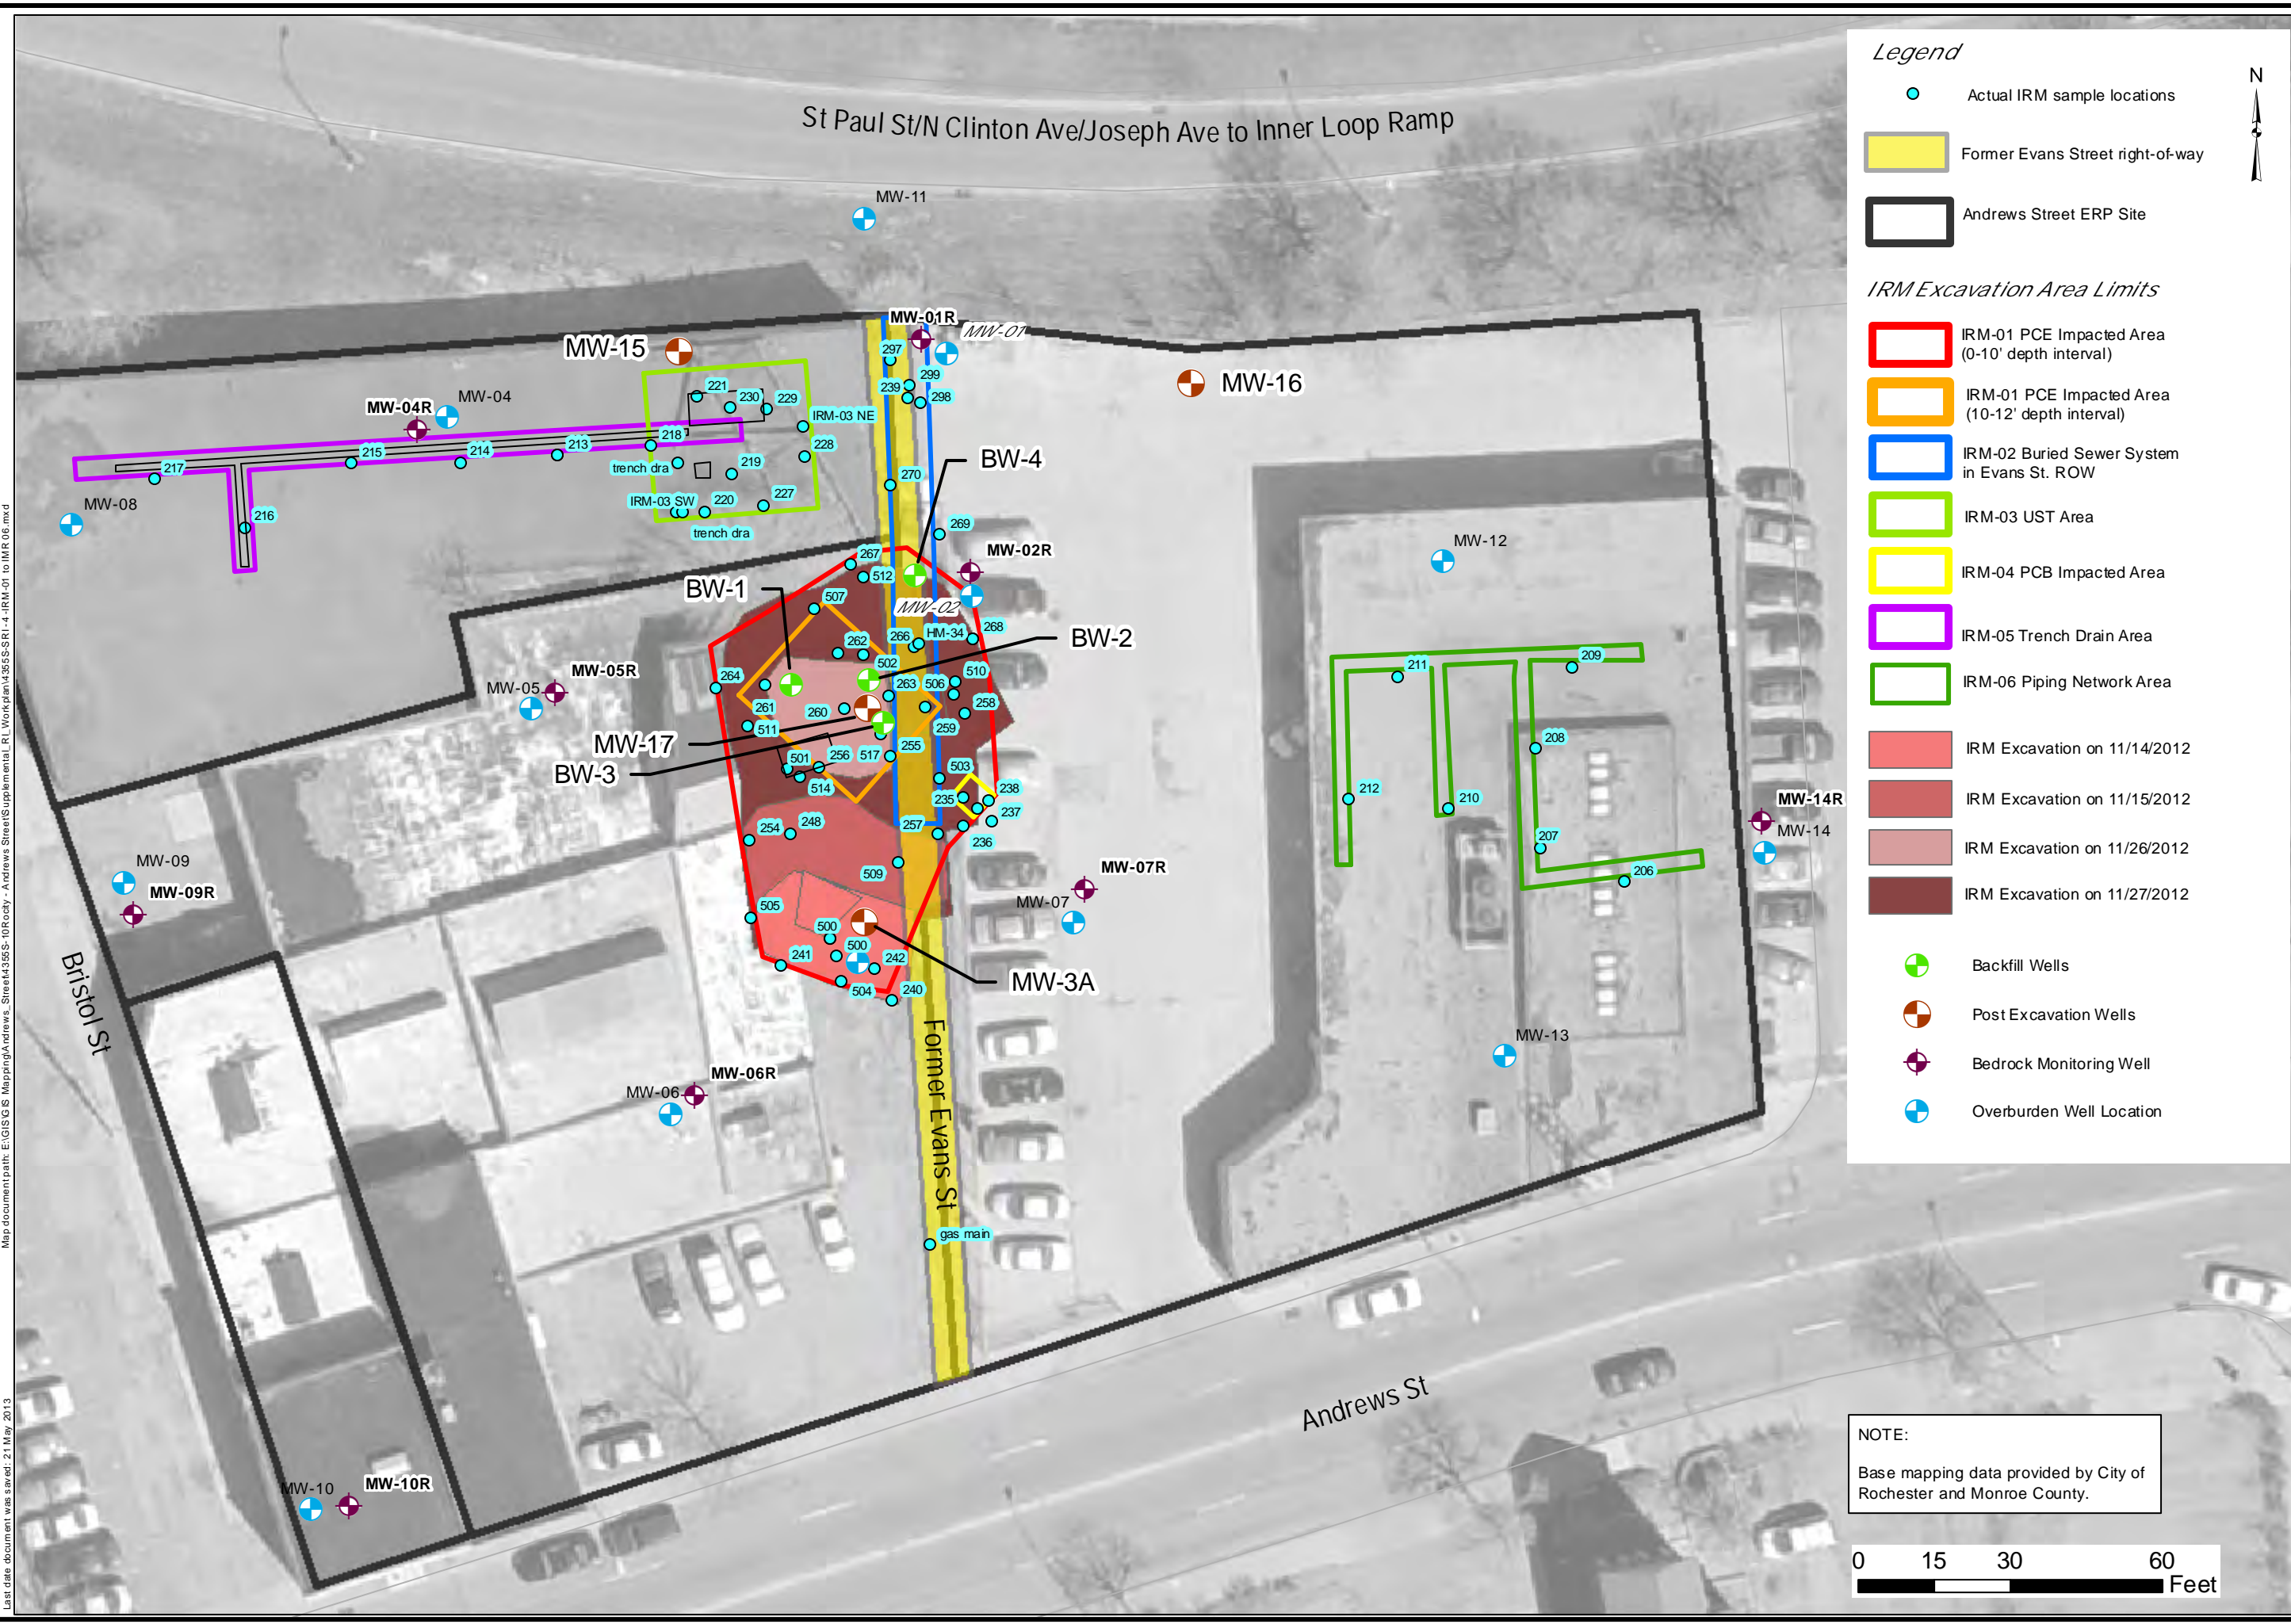 St Paul St/N Clinton Ave/Joseph Ave to Inner Loop Ramp
MW-11
MW-01R
MW-01
MW-15
297
MW-16
299
239
298
221
230
229
MW-04
MW-04R
IRM-03 NE
218
228
213
214
215
217
trench dra
219
BW-4
270
MW-08
IRM-03 SW
220
227
216
trench dra
269
MW-12
267
MW-02R
512
BW-1
507
MW-02
266
HM-34
268
BW-2
262
502
211
209
MW-05R
264
263
506
510
MW-05
261
260
258
511
259
MW-17
256
517
255
208
BW-3
501
503
514
238
235
212
210
MW-14R
237
254
248
257
236
MW-14
207
509
MW-09
MW-07R
206
MW-09R
505
MW-07
500
500
241
242
504
240
MW-3A
Bristol St
Former Evans St
MW-13
MW-06R
MW-06
gas main
Andrews St
MW-10
MW-10R
Legend
N
Actual IRM sample locations
Former Evans Street right-of-way
Andrews Street ERP Site
IRM Excavation Area Limits
IRM-01 PCE Impacted Area
(0-10' depth interval)
IRM-01 PCE Impacted Area
(10-12' depth interval)
IRM-02 Buried Sewer System
in Evans St. ROW
IRM-03 UST Area
IRM-04 PCB Impacted Area
IRM-05 Trench Drain Area
IRM-06 Piping Network Area
IRM Excavation on 11/14/2012
IRM Excavation on 11/15/2012
IRM Excavation on 11/26/2012
IRM Excavation on 11/27/2012
Backfill Wells
Post Excavation Wells
Bedrock Monitoring Well
Overburden Well Location
NOTE:
Base mapping data provided by City of
Rochester and Monroe County.
0 15 30 60
Feet
Last date document was saved: 21 May 2013